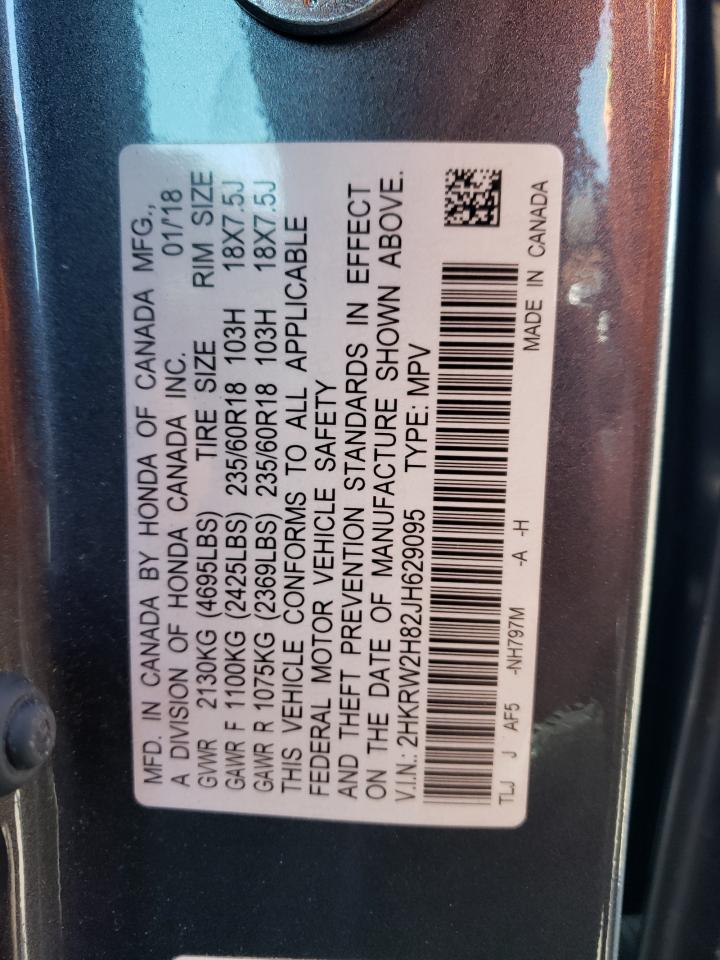 MFD. IN CANADA BY HONDA OF CANADA MFG.,
A DIVISION OF HONDA CANADA INC. 01/18
GVWR 2130KG (4695LBS) TIRE SIZE RIM SIZE
GAWR F 1100KG (2425LBS) 235/60R18 103H 18X7.5J
GAWR R 1075KG (2369LBS) 235/60R18 103H 18X7.5J
THIS VEHICLE CONFORMS TO ALL APPLICABLE
FEDERAL MOTOR VEHICLE SAFETY
AND THEFT PREVENTION STANDARDS IN EFFECT
ON THE DATE OF MANUFACTURE SHOWN ABOVE.
V.I.N.: 2HKRW2H82JH629095 TYPE: MPV
TLJ J AF5 -NH797M -A -H MADE IN CANADA